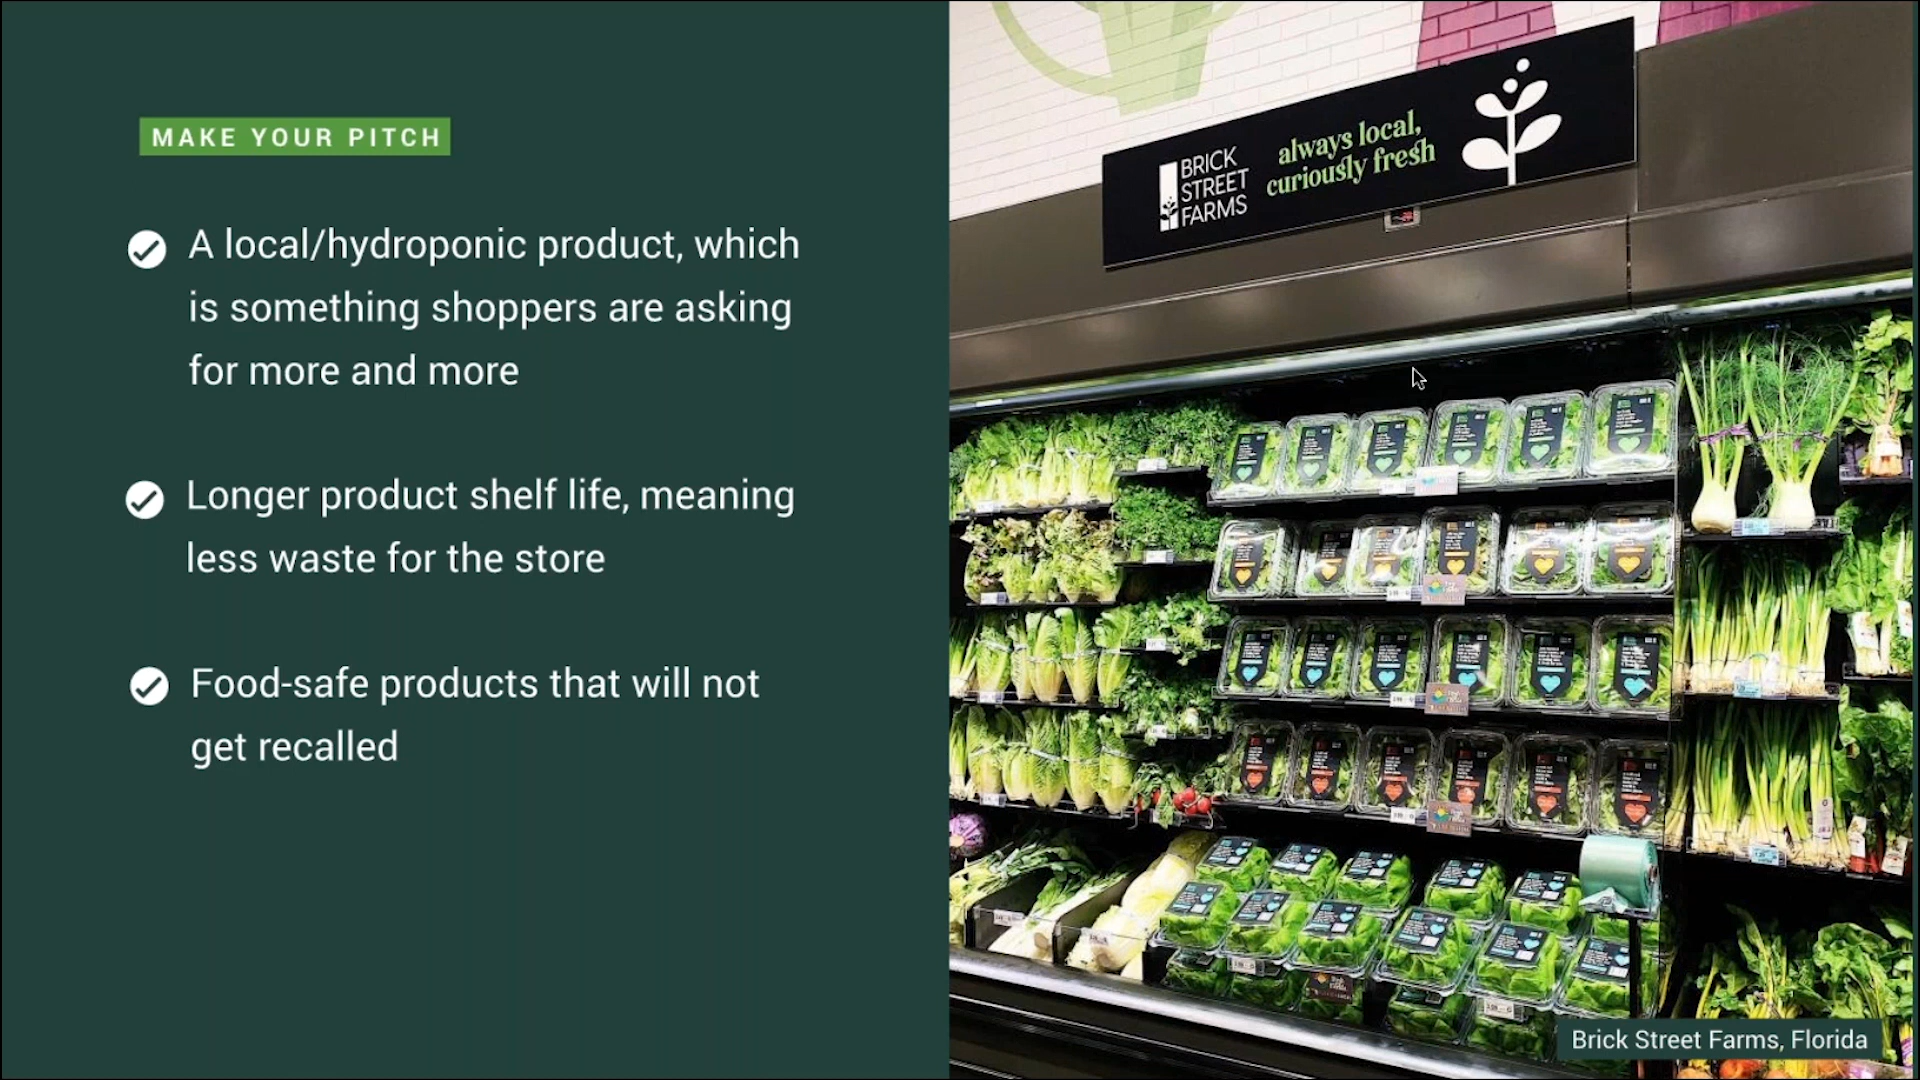 MAKE YOUR PITCH
A local/hydroponic product, which
is something shoppers are asking
for more and more
Longer product shelf life, meaning
less waste for the store
Food-safe products that will not
get recalled
BRICK
STREET
FARMS
always local,
curiously fresh
Brick Street Farms, Florida